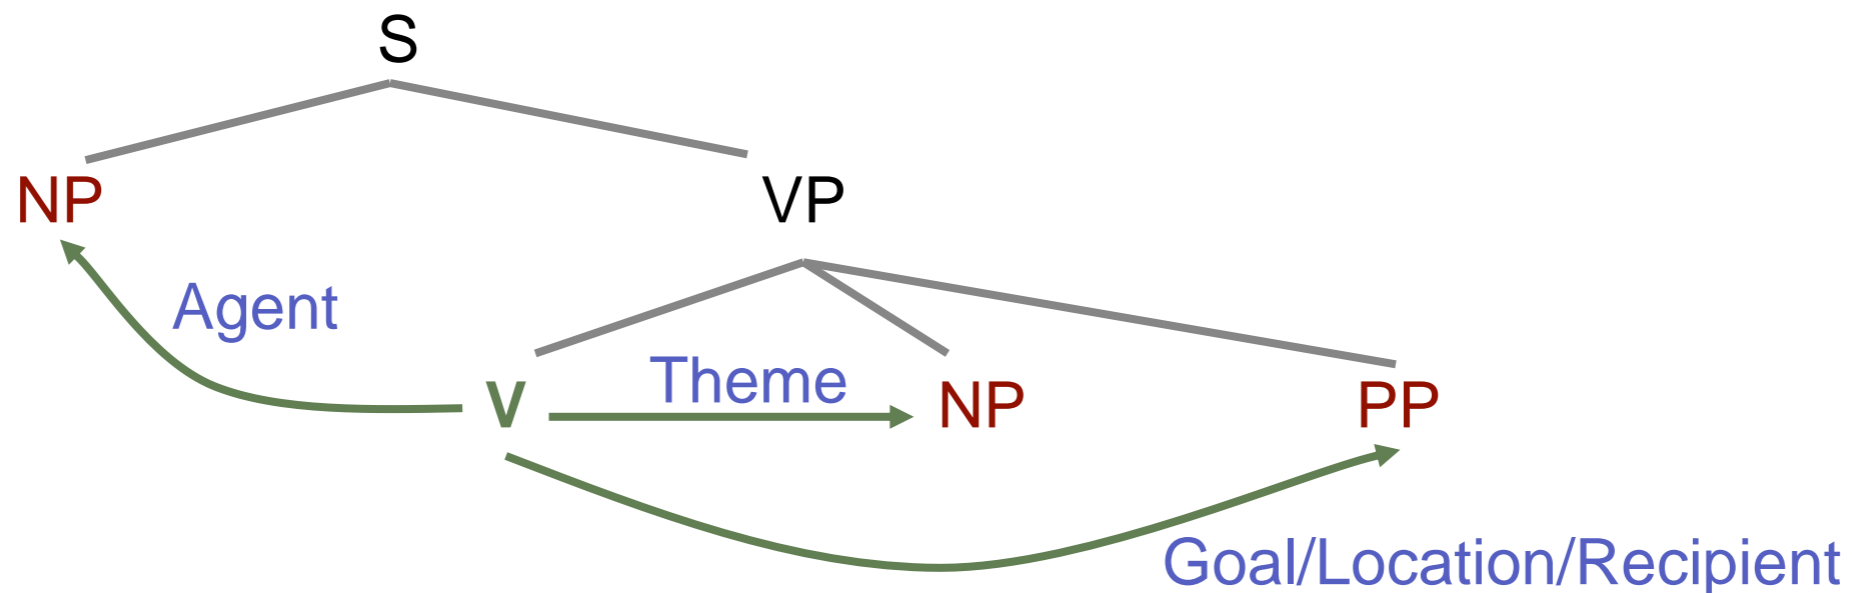 S
NP
VP
Agent
Theme
V
NP
PP
Goal/Location/Recipient